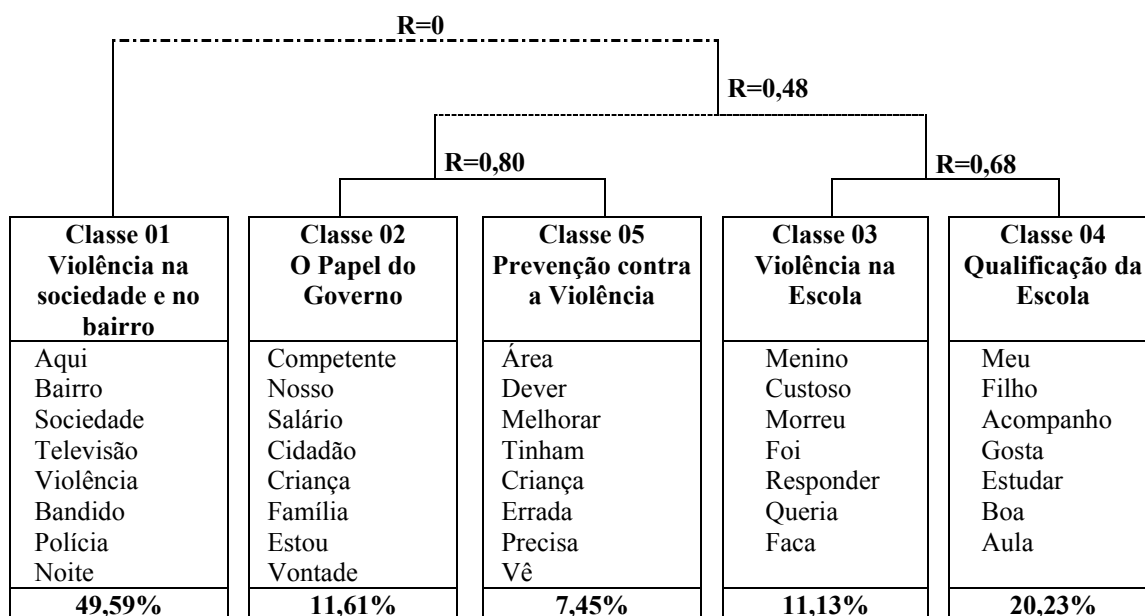 R=0
R=0,48
R=0,80
R=0,68
Classe 01
Violência na
sociedade e no
bairro
Aqui
Bairro
Sociedade
Televisão
Violência
Bandido
Polícia
Noite
49,59%
Classe 02
O Papel do
Governo
Competente
Nosso
Salário
Cidadão
Criança
Família
Estou
Vontade
11,61%
Classe 05
Prevenção contra
a Violência
Área
Dever
Melhorar
Tinham
Criança
Errada
Precisa
Vê
7,45%
Classe 03
Violência na
Escola
Menino
Custoso
Morreu
Foi
Responder
Queria
Faca
11,13%
Classe 04
Qualificação da
Escola
Meu
Filho
Acompanho
Gosta
Estudar
Boa
Aula
20,23%